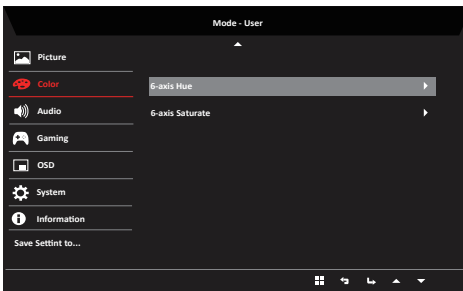 Mode - User
Picture
Color
6-axis Hue
Audio
6-axis Saturate
Gaming
OSD
System
Information
Save Settint to...